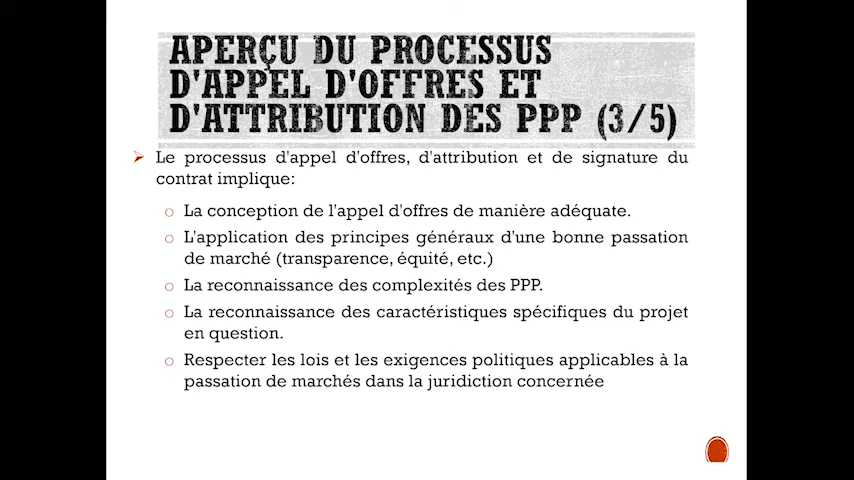 APERÇU DU PROCESSUS
D'APPEL D'OFFRES ET
D'ATTRIBUTION DES PPP (3/5)
Le processus d'appel d'offres, d'attribution et de signature du
contrat implique:
La conception de l'appel d'offres de manière adéquate.
L'application des principes généraux d'une bonne passation
de marché (transparence, équité, etc.)
La reconnaissance des complexités des PPP.
La reconnaissance des caractéristiques spécifiques du projet
en question.
Respecter les lois et les exigences politiques applicables à la
passation de marchés dans la juridiction concernée